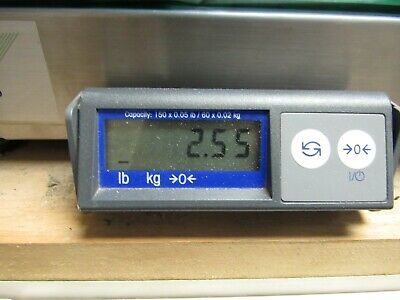 Capacity: 150 x 0.05 lb / 60 x 0.02 kg
2.55
lb kg →0←
→0←
I/⏻